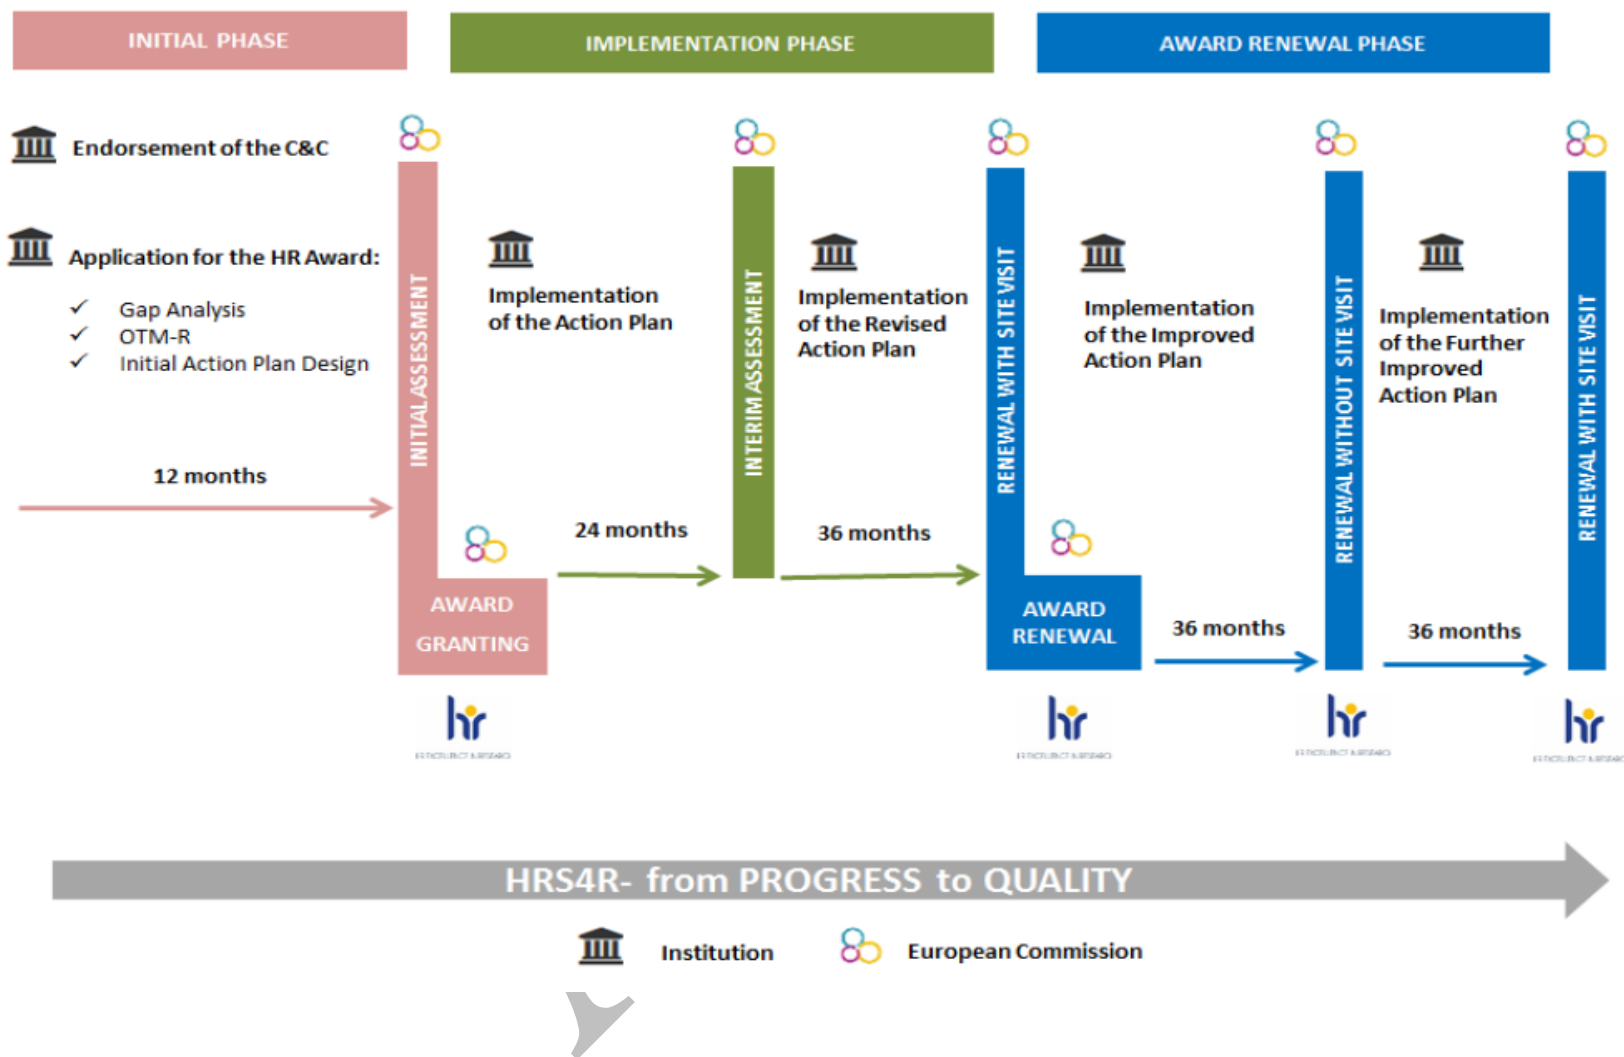 INITIAL PHASE
IMPLEMENTATION PHASE
AWARD RENEWAL PHASE
Endorsement of the C&C
Application for the HR Award:
✓ Gap Analysis
✓ OTM-R
✓ Initial Action Plan Design
12 months
INITIAL ASSESSMENT
AWARD
GRANTING
hr
Implementation
of the Action Plan
24 months
INTERIM ASSESSMENT
Implementation
of the Revised
Action Plan
36 months
RENEWAL WITH SITE VISIT
AWARD
RENEWAL
hr
Implementation
of the Improved
Action Plan
36 months
RENEWAL WITHOUT SITE VISIT
hr
Implementation
of the Further
Improved
Action Plan
36 months
RENEWAL WITH SITE VISIT
hr
HRS4R- from PROGRESS to QUALITY
Institution
European Commission